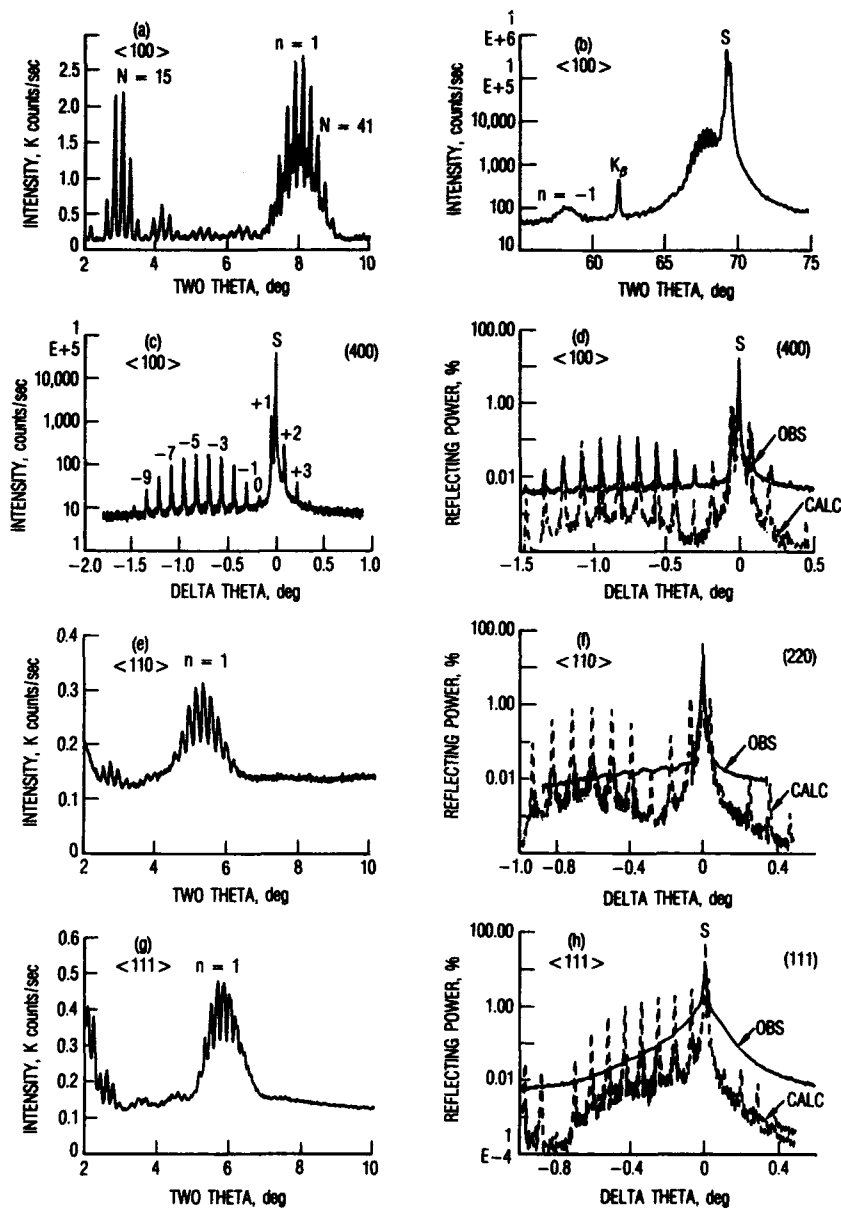 (a)
<100>
N = 15
n = 1
N = 41
INTENSITY, K counts/sec
2.5
2.0
1.5
1.0
0.5
0
2 4 6 8 10
TWO THETA, deg
(b)
<100>
S
Kβ
n = -1
INTENSITY, counts/sec
1
E+6
1
E+5
10,000
1,000
100
10
60 65 70 75
TWO THETA, deg
(c)
<100>
(400)
S
+1
+2
+3
-9
-7
-5
-3
-1
0
INTENSITY, counts/sec
1
E+5
10,000
1,000
100
10
1
-2.0 -1.5 -1.0 -0.5 0 0.5 1.0
DELTA THETA, deg
(d)
<100>
(400)
S
OBS
CALC
REFLECTING POWER, %
100.00
1.00
0.01
-1.5 -1.0 -0.5 0 0.5
DELTA THETA, deg
(e)
<110>
n = 1
INTENSITY, K counts/sec
0.4
0.3
0.2
0.1
0
2 4 6 8 10
TWO THETA, deg
(f)
<110>
(220)
OBS
CALC
REFLECTING POWER, %
100.00
1.00
0.01
-1.0 -0.8 -0.4 0 0.4
DELTA THETA, deg
(g)
<111>
n = 1
INTENSITY, K counts/sec
0.6
0.5
0.4
0.3
0.2
0.1
0
2 4 6 8 10
TWO THETA, deg
(h)
<111>
(111)
S
OBS
CALC
REFLECTING POWER, %
100.00
1.00
0.01
1
E-4
-0.8 -0.4 0 0.4
DELTA THETA, deg